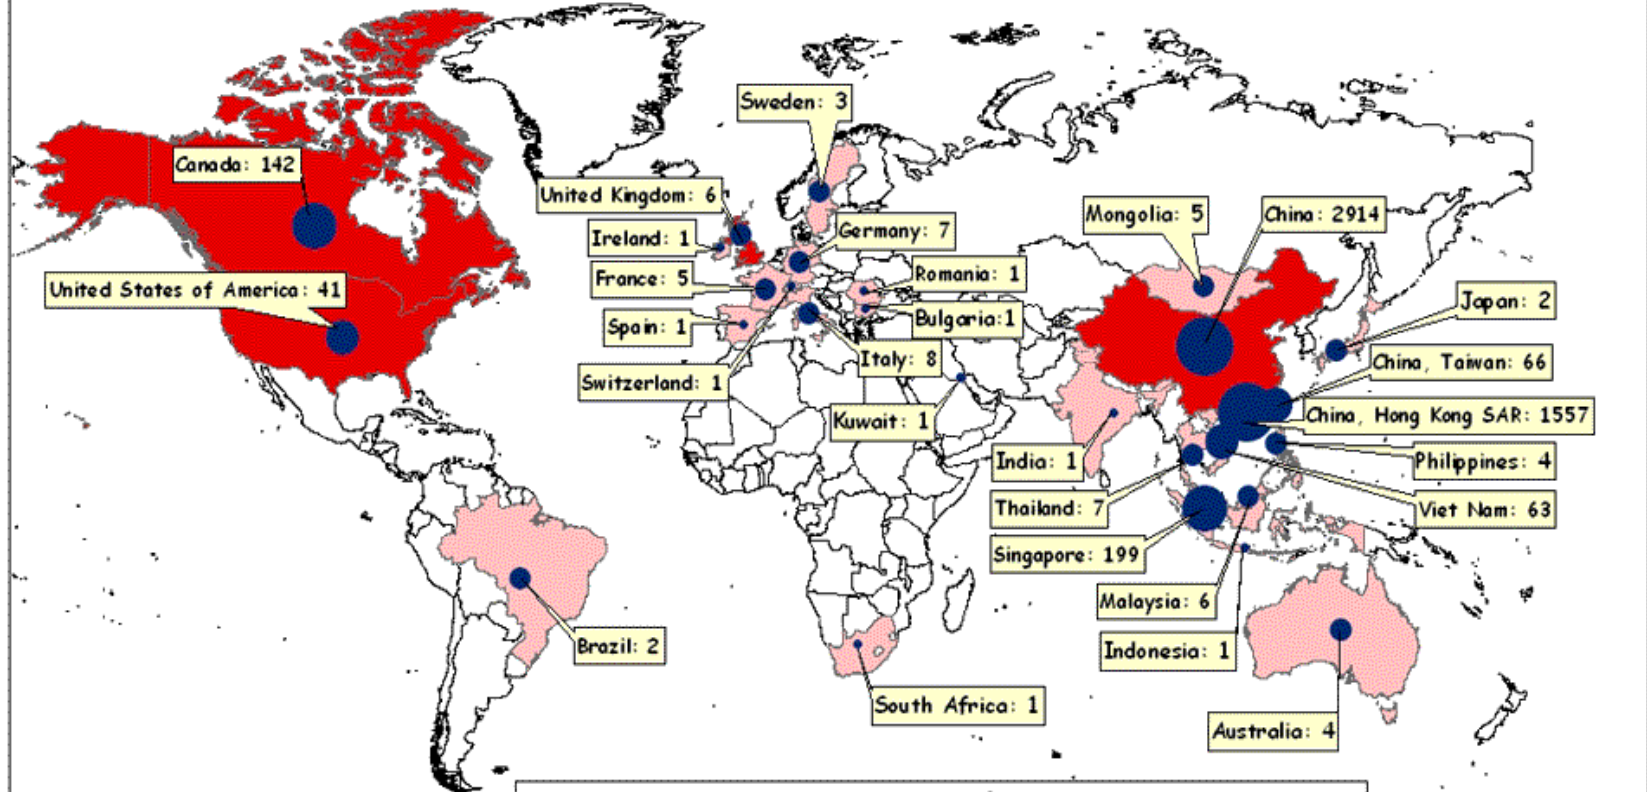 Sweden: 3
Canada: 142
United Kingdom: 6
Mongolia: 5
China: 2914
Ireland: 1
Germany: 7
France: 5
Romania: 1
United States of America: 41
Japan: 2
Spain: 1
Bulgaria:1
Italy: 8
China, Taiwan: 66
Switzerland: 1
Kuwait: 1
China, Hong Kong SAR: 1557
India: 1
Philippines: 4
Thailand: 7
Viet Nam: 63
Singapore: 199
Malaysia: 6
Brazil: 2
Indonesia: 1
South Africa: 1
Australia: 4